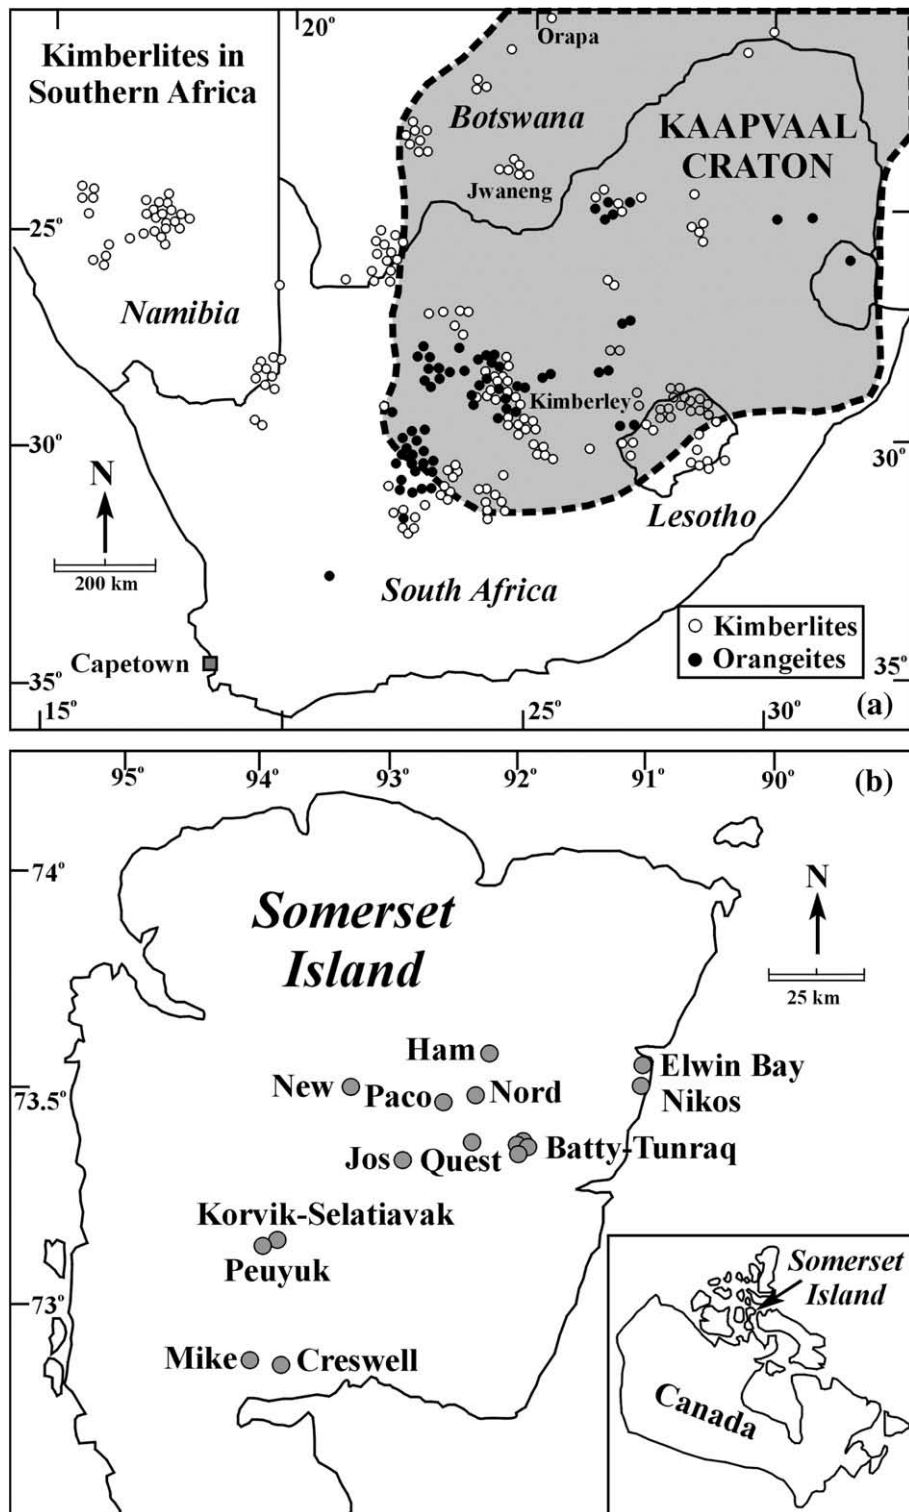 20°
Kimberlites in
Southern Africa
Orapa
Botswana
KAAPVAAL
CRATON
Jwaneng
25°
Namibia
Kimberley
30°
30°
N
Lesotho
200 km
South Africa
Kimberlites
Orangeites
Capetown
35°
35°
(a)
15°
25°
30°
95°
94°
93°
92°
91°
90°
(b)
74°
N
Somerset
Island
25 km
Ham
Elwin Bay
New
Paco
Nord
Nikos
73.5°
Jos
Quest
Batty-Tunraq
Korvik-Selatiavak
Peuyuk
Somerset
Island
73°
Mike
Creswell
Canada